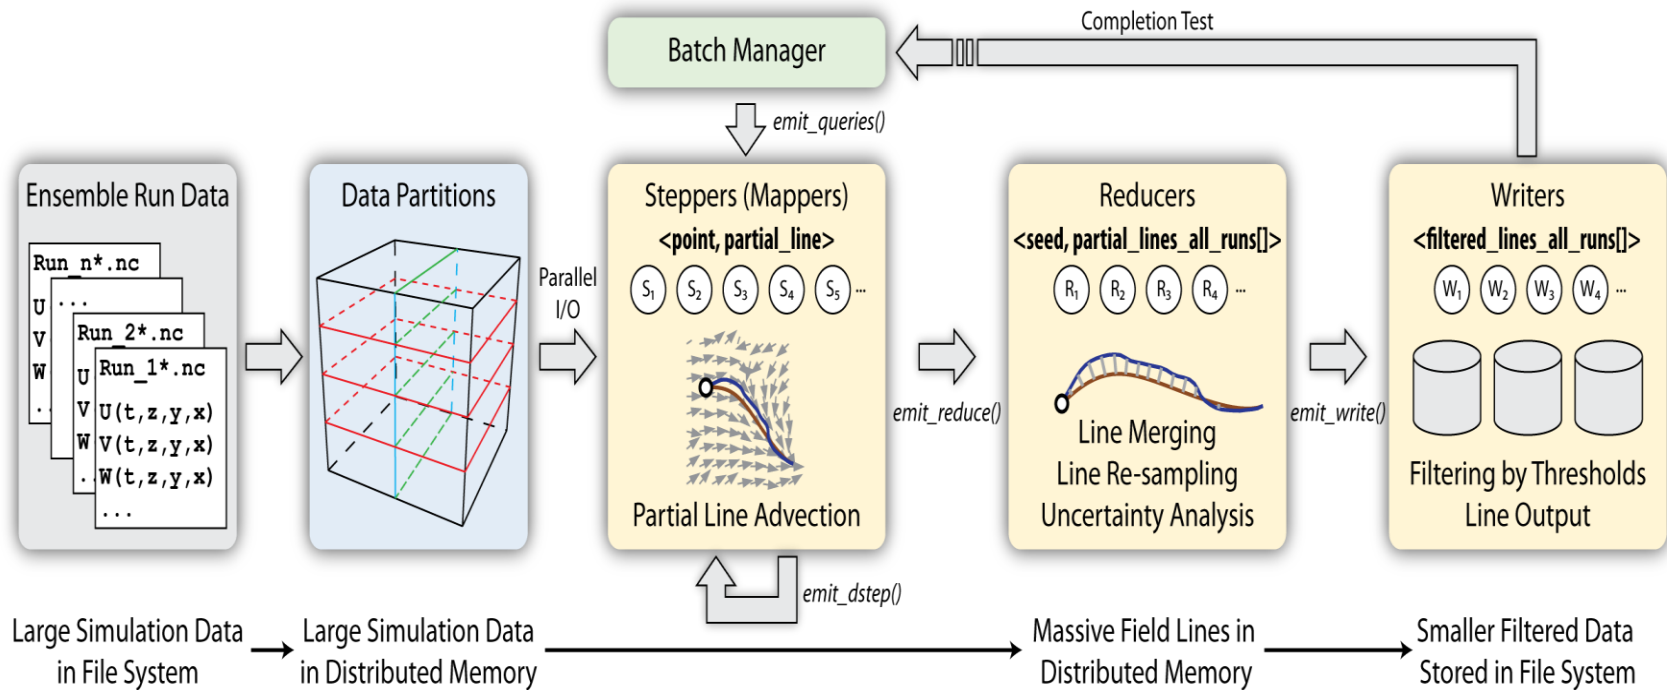 Completion Test
Batch Manager
emit_queries()
Ensemble Run Data
Run_n*.nc
U
V
W
..
...
Run_2*.nc
U
V
W
..
Run_1*.nc
U(t,z,y,x)
V(t,z,y,x)
W(t,z,y,x)
...
Data Partitions
Parallel
I/O
Steppers (Mappers)
<point, partial_line>
S1 S2 S3 S4 S5 ...
Partial Line Advection
emit_dstep()
emit_reduce()
Reducers
<seed, partial_lines_all_runs[]>
R1 R2 R3 R4 ...
Line Merging
Line Re-sampling
Uncertainty Analysis
emit_write()
Writers
<filtered_lines_all_runs[]>
W1 W2 W3 W4 ...
Filtering by Thresholds
Line Output
Large Simulation Data
in File System
Large Simulation Data
in Distributed Memory
Massive Field Lines in
Distributed Memory
Smaller Filtered Data
Stored in File System